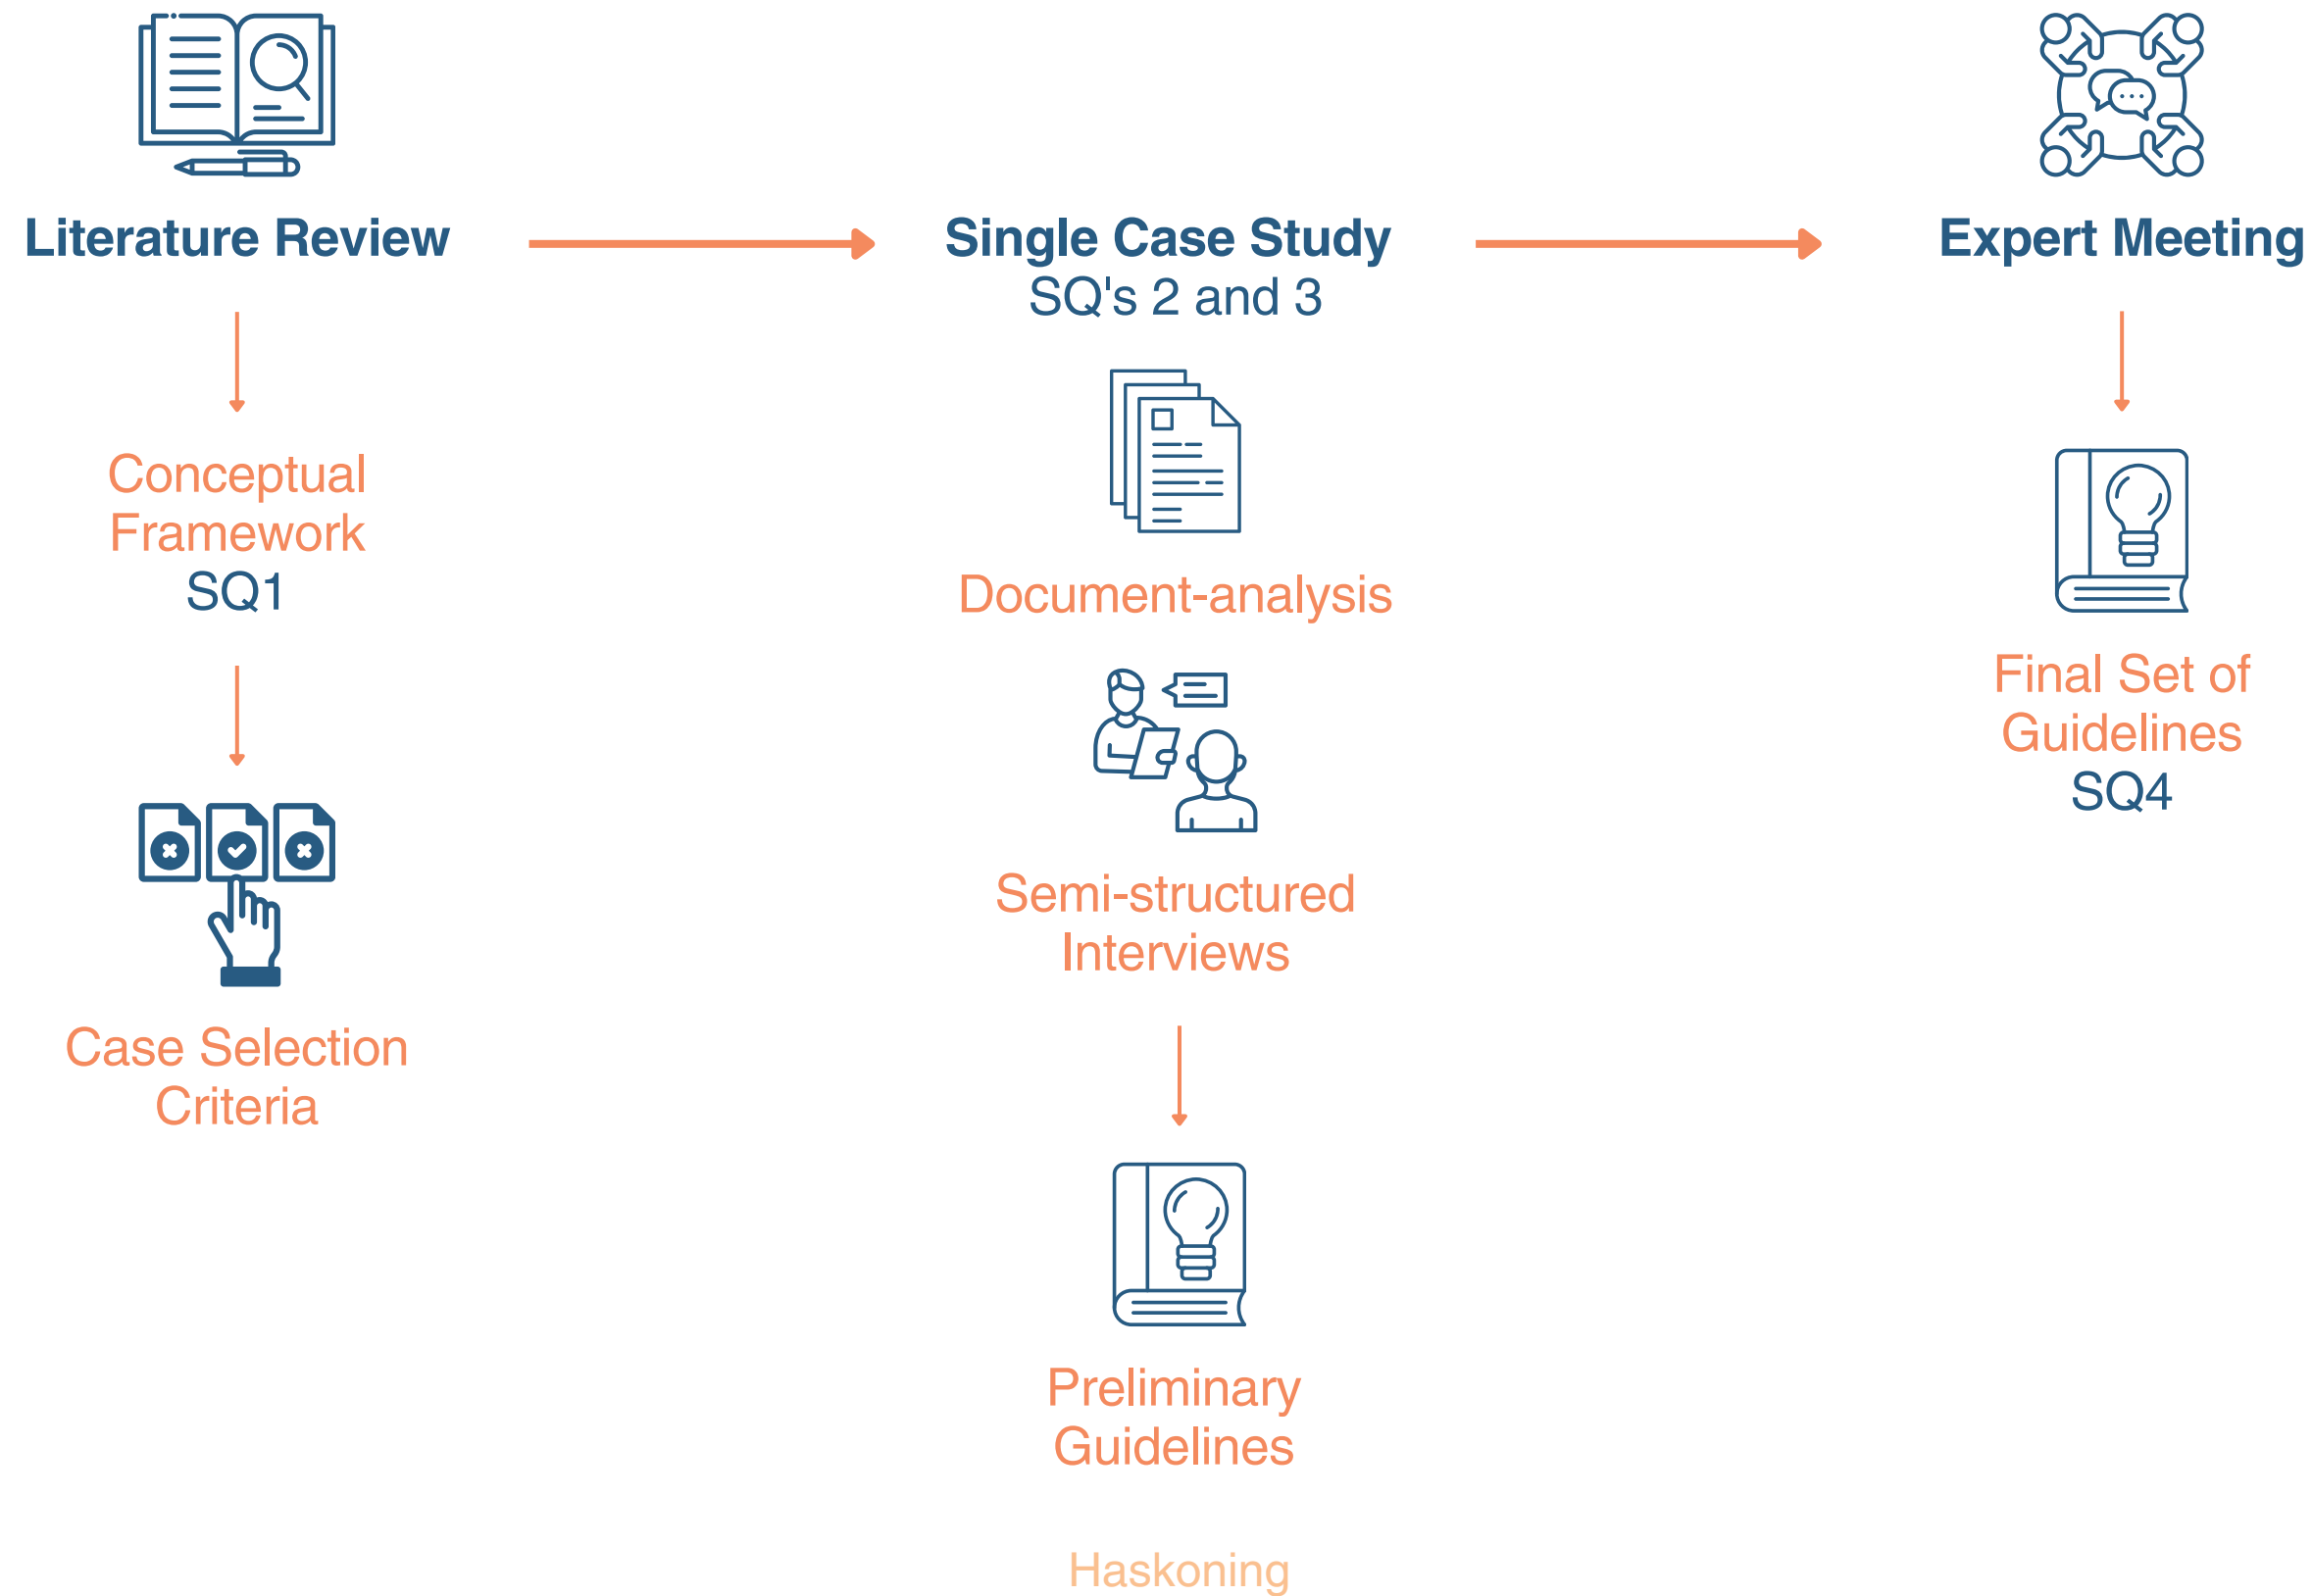 Literature Review
Conceptual
Framework
SQ1
Case Selection
Criteria
Single Case Study
SQ's 2 and 3
Document-analysis
Semi-structured
Interviews
Preliminary
Guidelines
Haskoning
Expert Meeting
Final Set of
Guidelines
SQ4